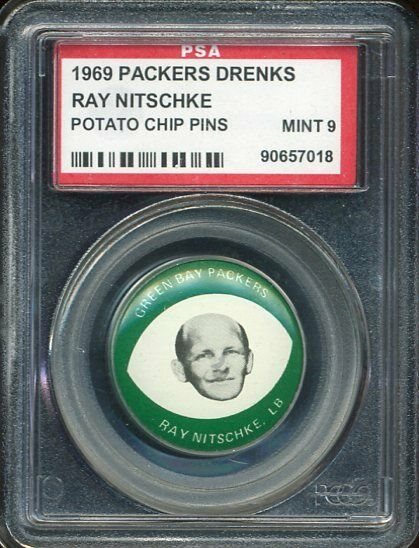 PSA
1969 PACKERS DRENKS
RAY NITSCHKE
POTATO CHIP PINS MINT 9
90657018
GREEN BAY PACKERS
RAY NITSCHKE, LB